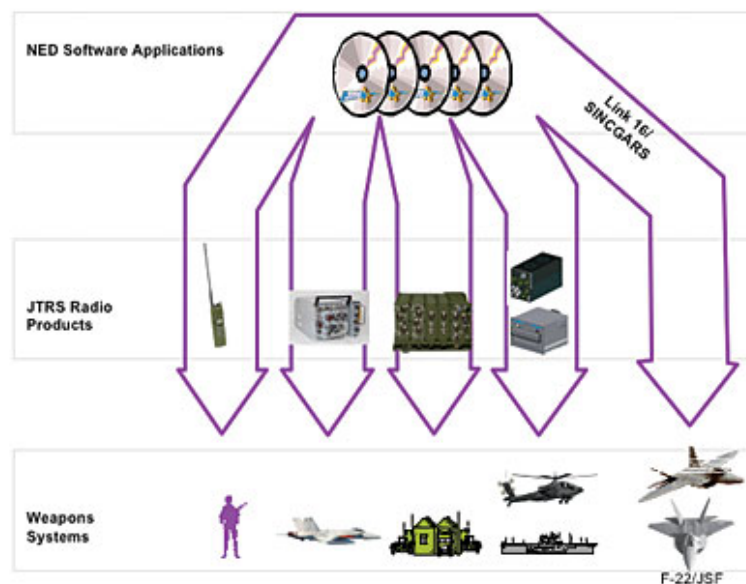 NED Software Applications
Link 16/
SINCGARS
JTRS Radio
Products
Weapons
Systems
F-22/JSF